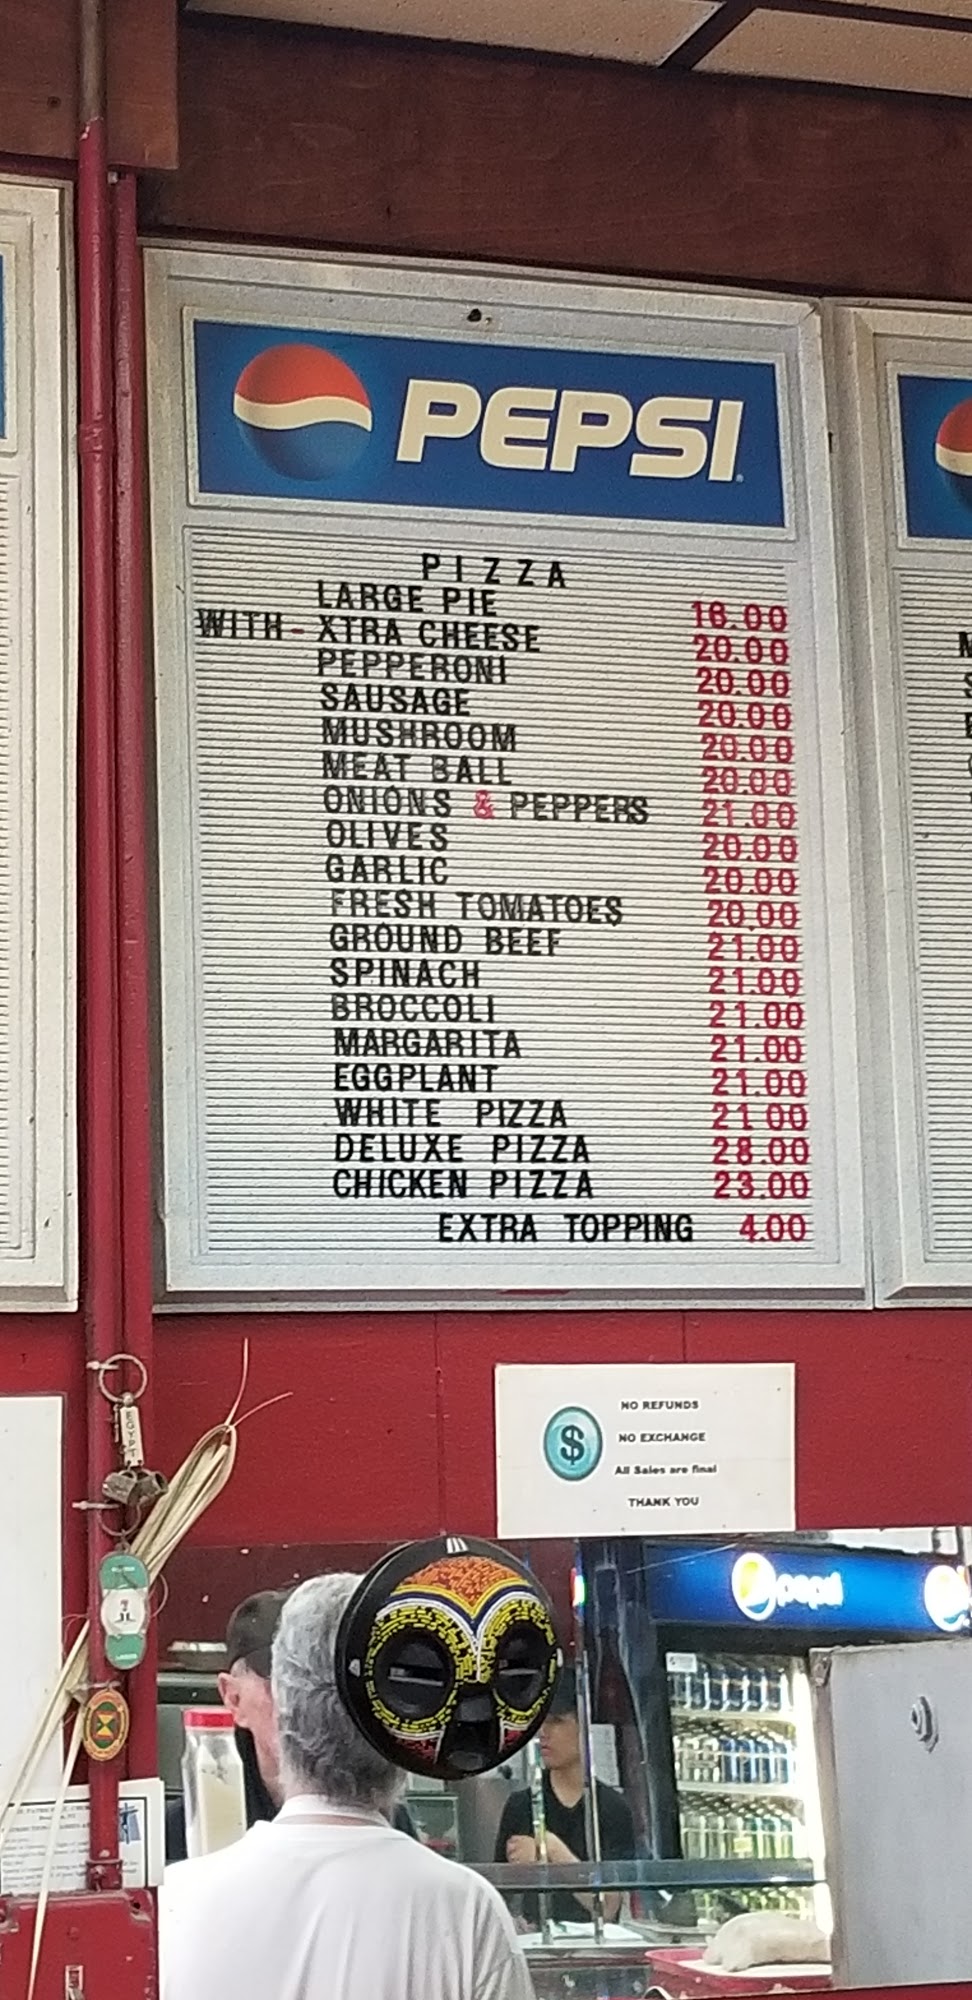 PEPSI
PIZZA
LARGE PIE 16.00
WITH- XTRA CHEESE 20.00
PEPPERONI 20.00
SAUSAGE 20.00
MUSHROOM 20.00
MEAT BALL 20.00
ONIONS & PEPPERS 21.00
OLIVES 20.00
GARLIC 20.00
FRESH TOMATOES 20.00
GROUND BEEF 21.00
SPINACH 21.00
BROCCOLI 21.00
MARGARITA 21.00
EGGPLANT 21.00
WHITE PIZZA 21 00
DELUXE PIZZA 28.00
CHICKEN PIZZA 23.00
EXTRA TOPPING 4.00
$
NO REFUNDS
NO EXCHANGE
All Sales are final
THANK YOU
EGYPT
pepsi